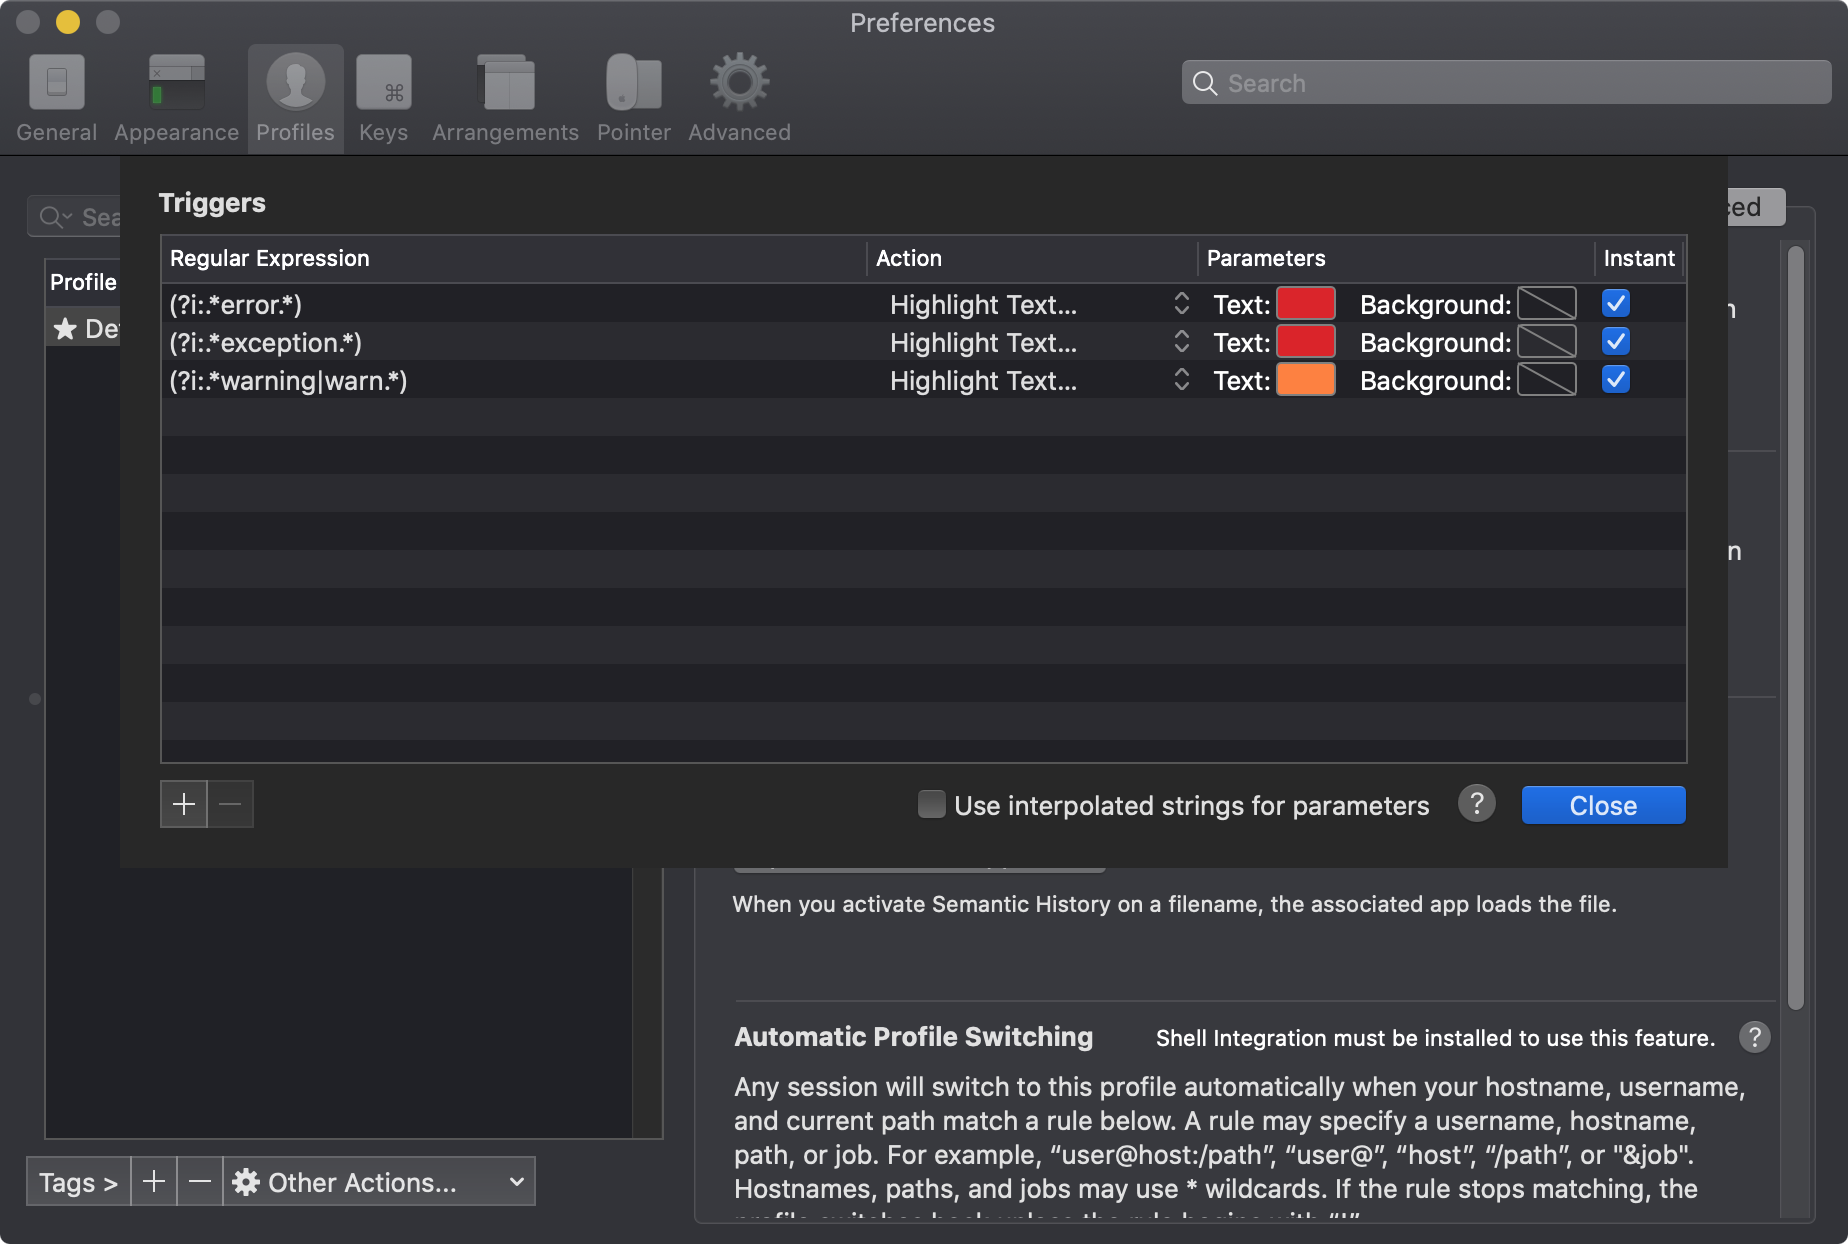 Preferences
General Appearance Profiles Keys Arrangements Pointer Advanced
Search
Triggers
Regular Expression Action Parameters Instant
(?i:.*error.*) Highlight Text... Text: Background:
(?i:.*exception.*) Highlight Text... Text: Background:
(?i:.*warning|warn.*) Highlight Text... Text: Background:
Profile
Use interpolated strings for parameters ? Close
When you activate Semantic History on a filename, the associated app loads the file.
Automatic Profile Switching Shell Integration must be installed to use this feature. ?
Any session will switch to this profile automatically when your hostname, username,
and current path match a rule below. A rule may specify a username, hostname,
path, or job. For example, “user@host:/path”, “user@”, “host”, “/path”, or "&job".
Hostnames, paths, and jobs may use * wildcards. If the rule stops matching, the
Tags > Other Actions...